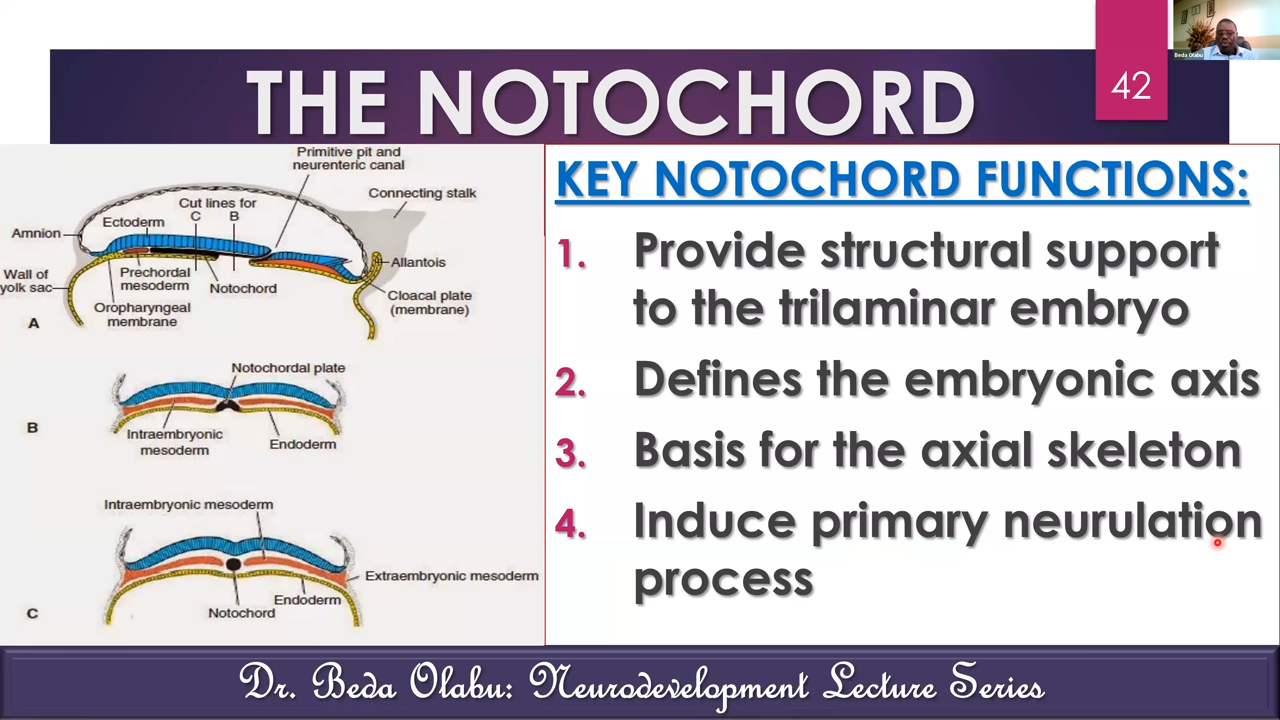 Beda Olabu
42
THE NOTOCHORD
Primitive pit and
neurenteric canal
Connecting stalk
Cut lines for
C B
Ectoderm
Amnion
Allantois
Wall of
yolk sac
Prechordal
mesoderm
Notochord
Cloacal plate
(membrane)
Oropharyngeal
membrane
A
Notochordal plate
B
Intraembryonic
mesoderm
Endoderm
Intraembryonic mesoderm
Extraembryonic mesoderm
Endoderm
Notochord
C
KEY NOTOCHORD FUNCTIONS:
1. Provide structural support
to the trilaminar embryo
2. Defines the embryonic axis
3. Basis for the axial skeleton
4. Induce primary neurulation
process
Dr. Beda Olabu: Neurodevelopment Lecture Series